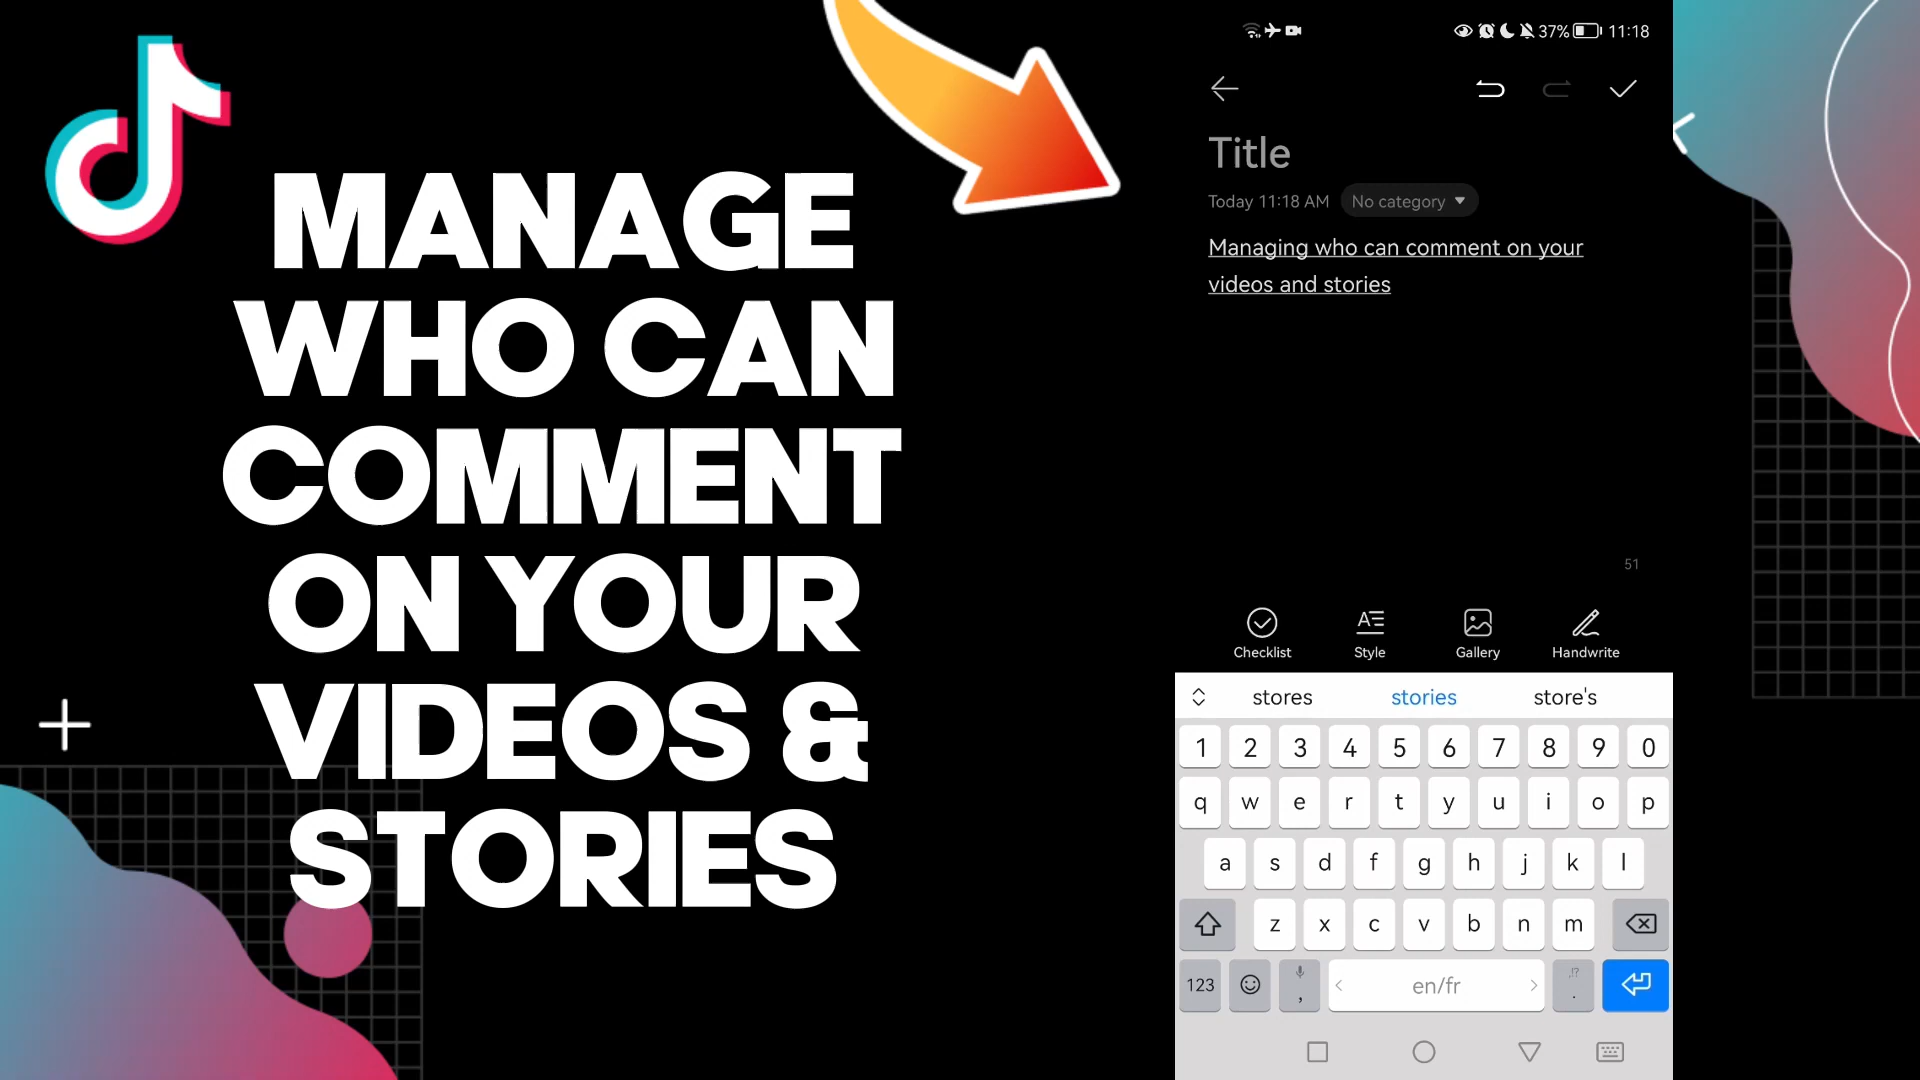 MANAGE
WHO CAN
COMMENT
ON YOUR
VIDEOS &
STORIES
37% 11:18
Title
Today 11:18 AM No category
Managing who can comment on your
videos and stories
51
Checklist Style Gallery Handwrite
stores stories store's
1 2 3 4 5 6 7 8 9 0
q w e r t y u i o p
a s d f g h j k l
z x c v b n m
123 , en/fr ,!? .